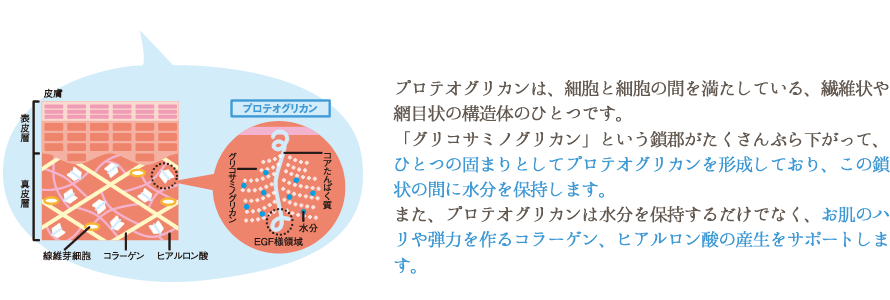 皮膚
表皮層
真皮層
線維芽細胞
コラーゲン
ヒアルロン酸
プロテオグリカン
グリコサミノグリカン
コアたんぱく質
水分
EGF様領域
プロテオグリカンは、細胞と細胞の間を満たしている、繊維状や
網目状の構造体のひとつです。
「グリコサミノグリカン」という鎖郡がたくさんぶら下がって、
ひとつの固まりとしてプロテオグリカンを形成しており、この鎖
状の間に水分を保持します。
また、プロテオグリカンは水分を保持するだけでなく、お肌のハ
リや弾力を作るコラーゲン、ヒアルロン酸の産生をサポートしま
す。